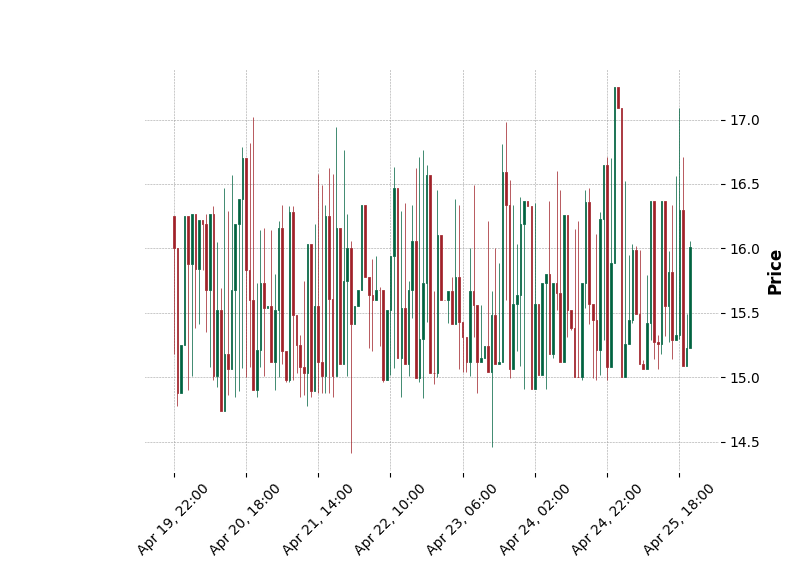 17.0
16.5
16.0
15.5
15.0
14.5
Price
Apr 19, 22:00
Apr 20, 18:00
Apr 21, 14:00
Apr 22, 10:00
Apr 23, 06:00
Apr 24, 02:00
Apr 24, 22:00
Apr 25, 18:00